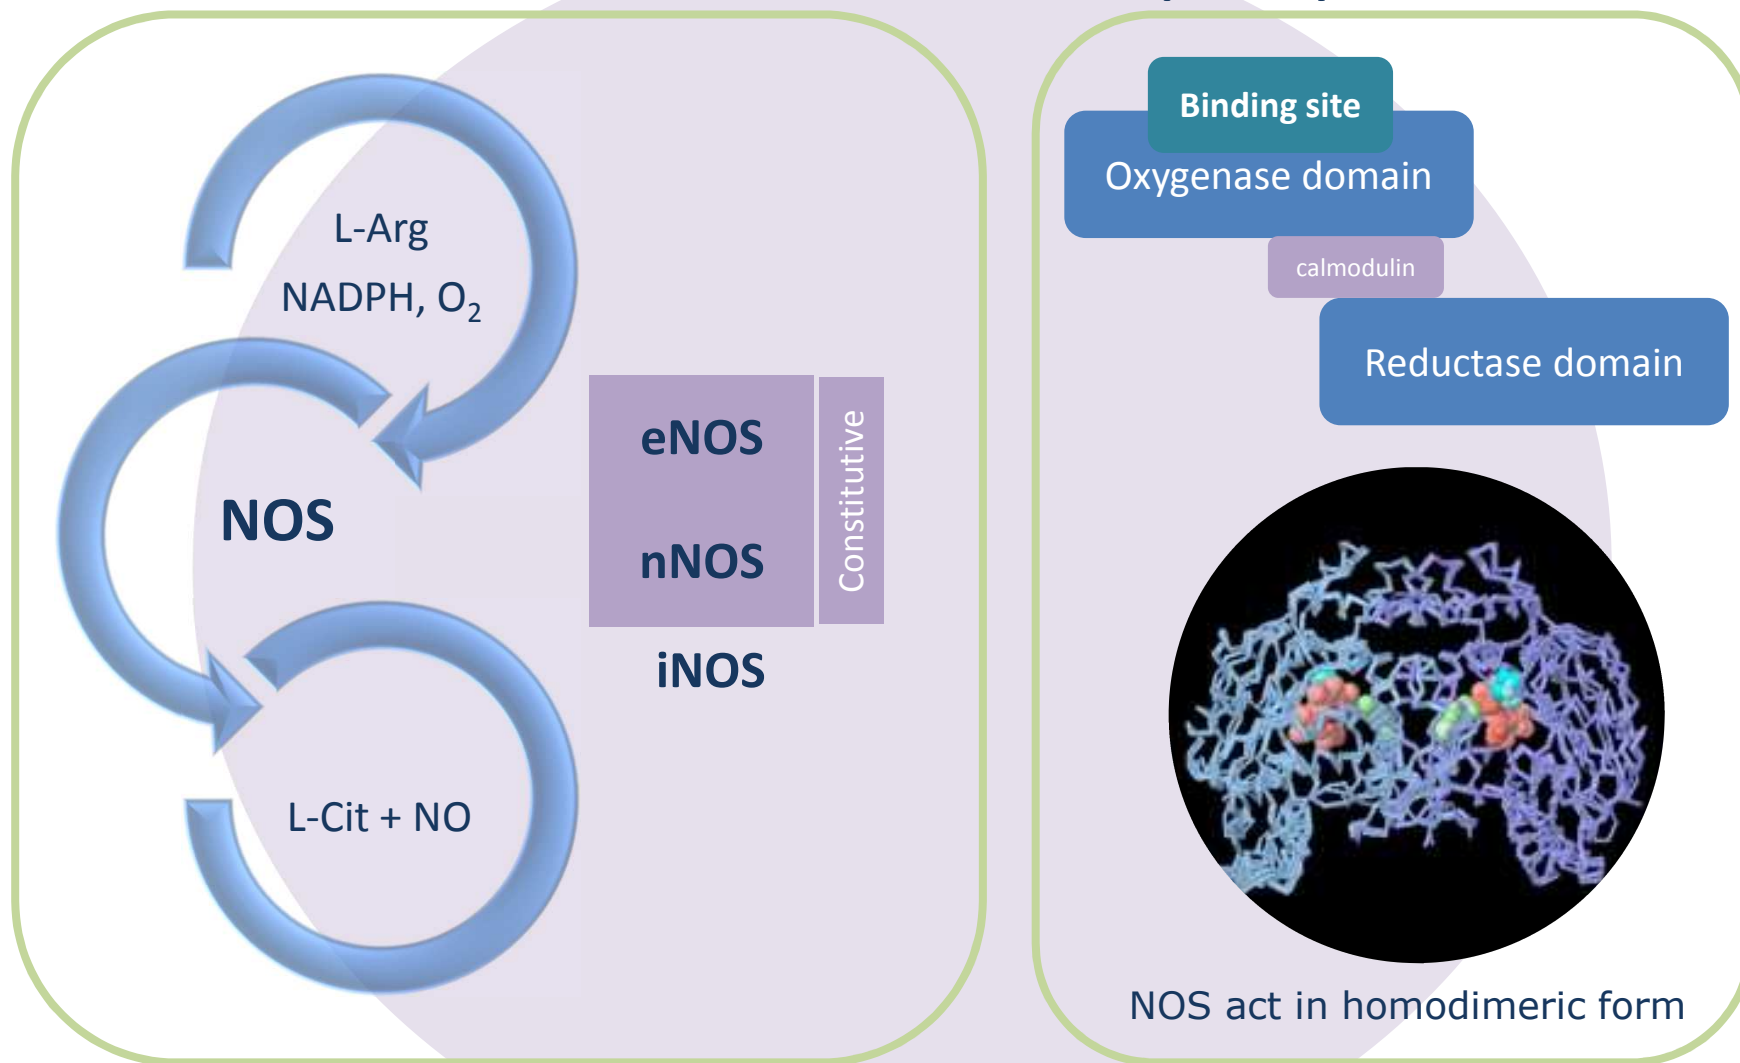 L-Arg
NADPH, O₂
NOS
L-Cit + NO
eNOS
nNOS
iNOS
Constitutive
Binding site
Oxygenase domain
calmodulin
Reductase domain
NOS act in homodimeric form